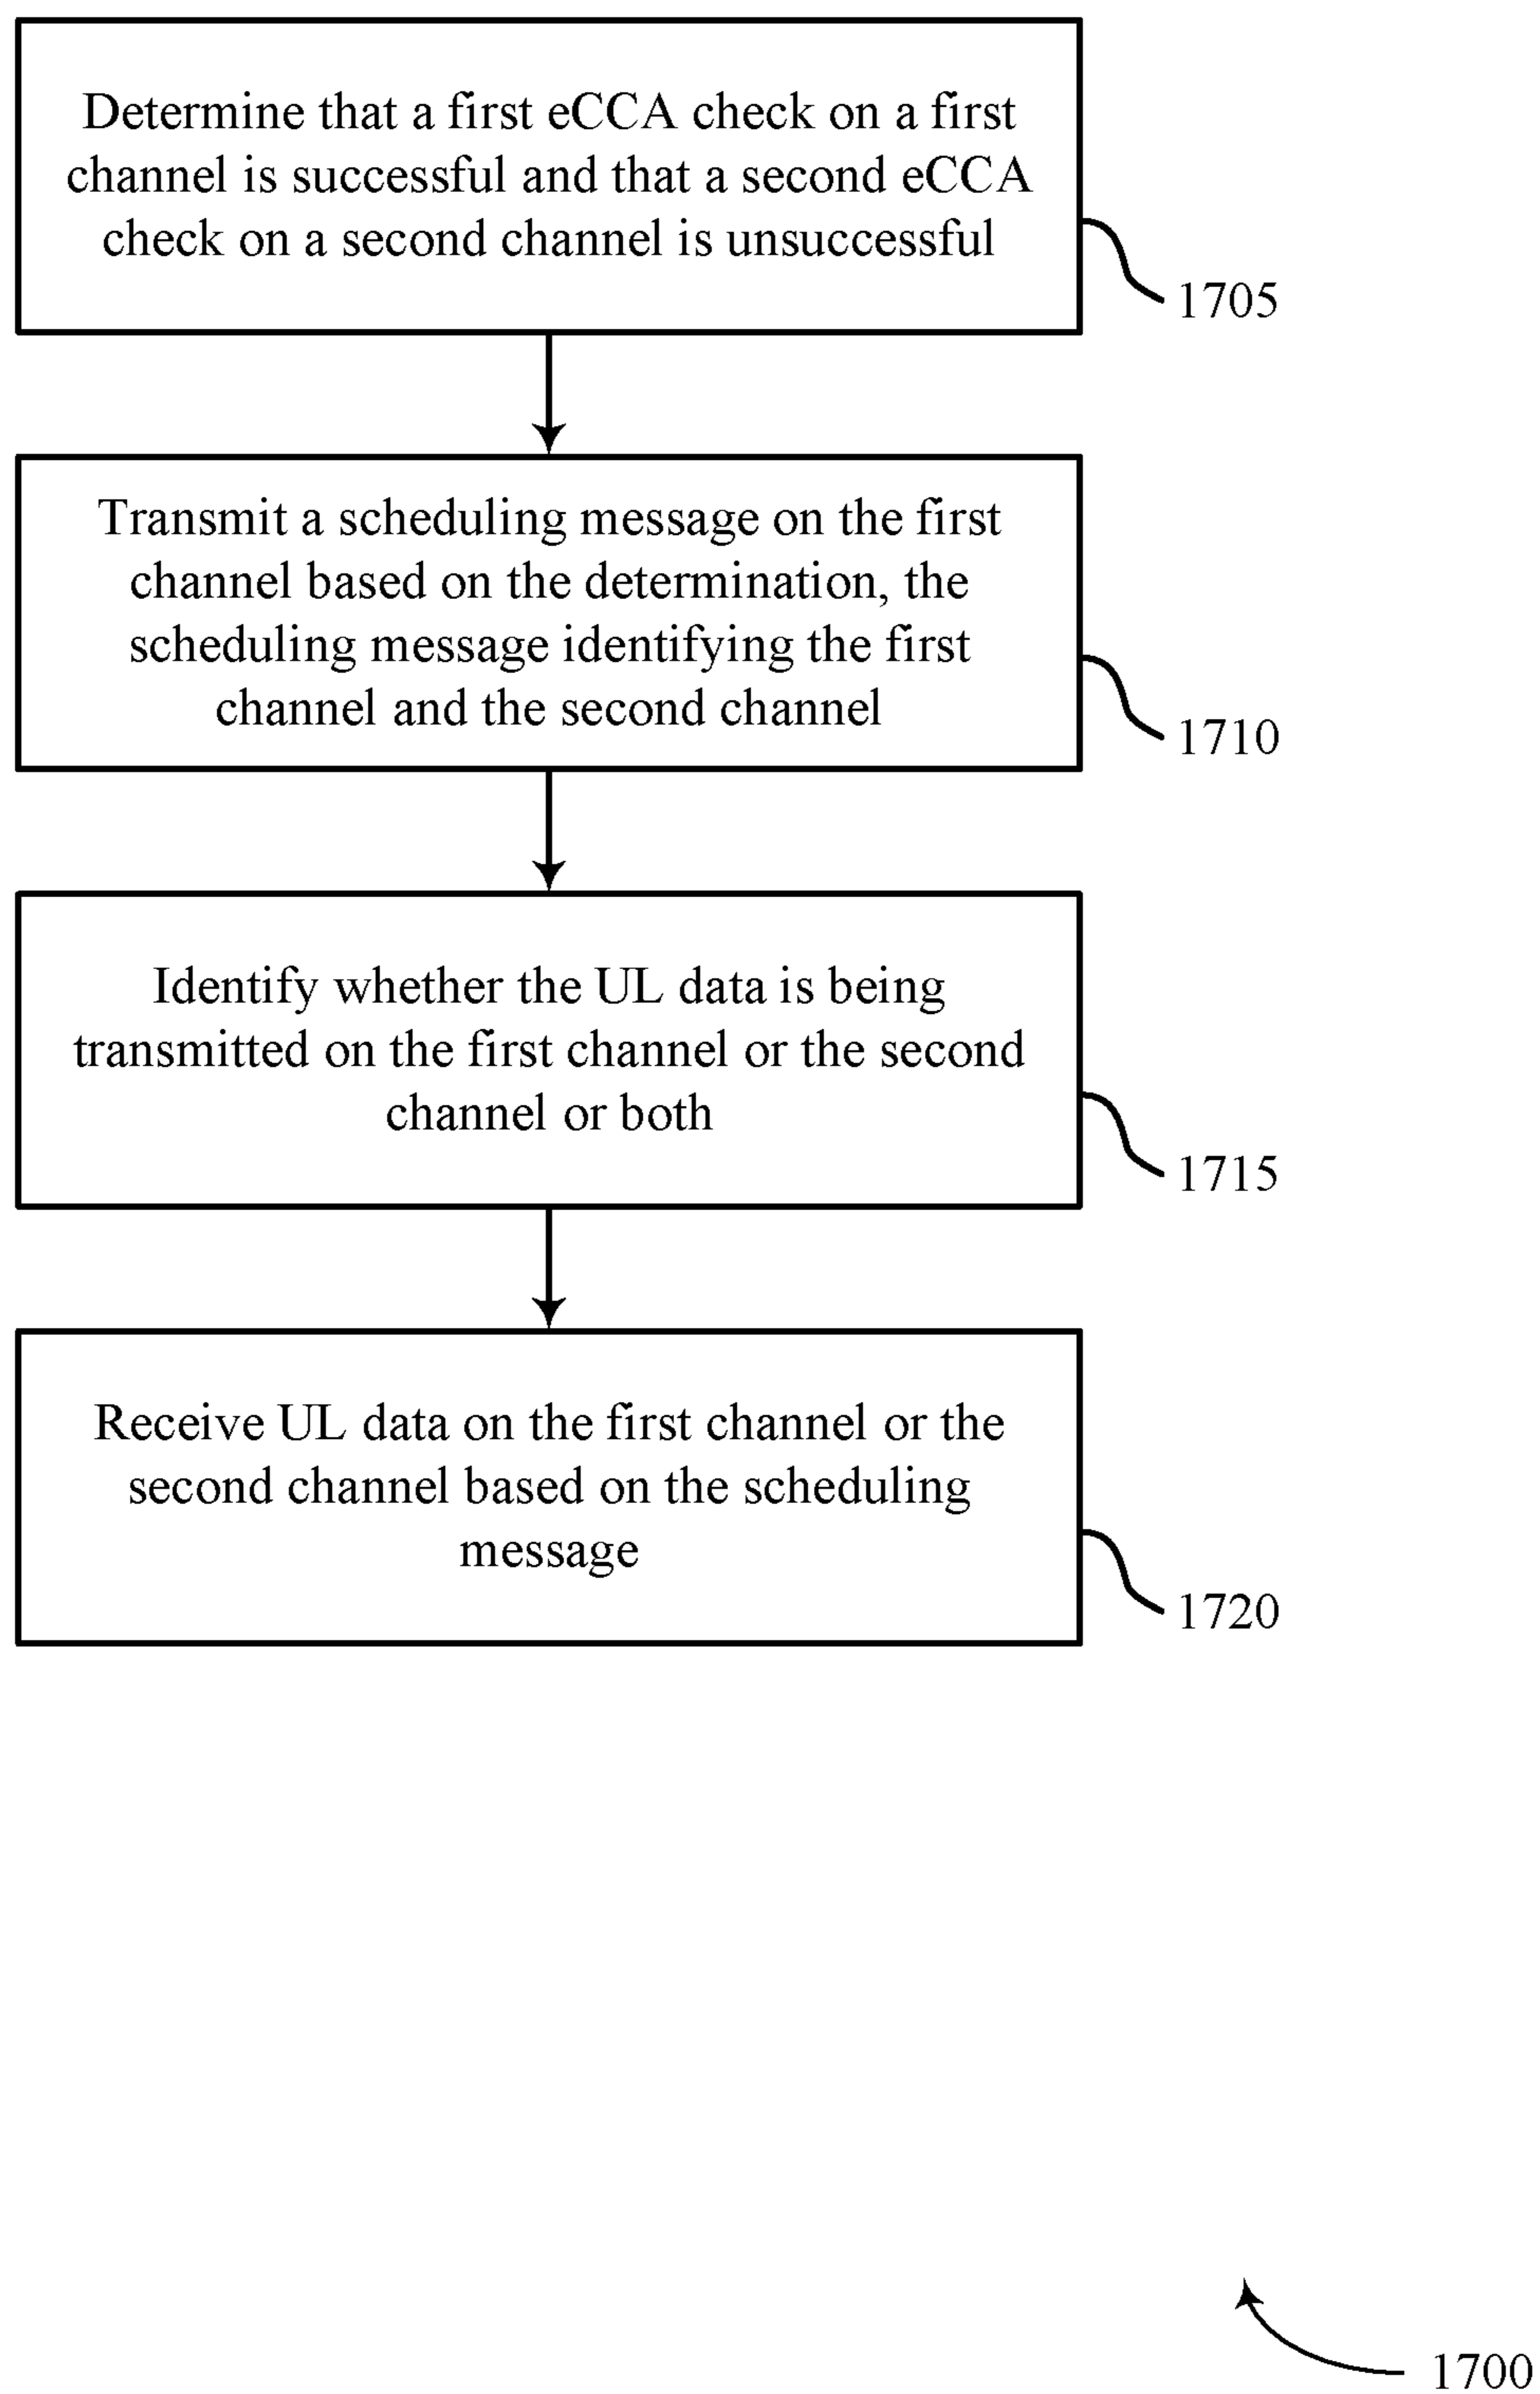 Determine that a first eCCA check on a first
channel is successful and that a second eCCA
check on a second channel is unsuccessful
1705
Transmit a scheduling message on the first
channel based on the determination, the
scheduling message identifying the first
channel and the second channel
1710
Identify whether the UL data is being
transmitted on the first channel or the second
channel or both
1715
Receive UL data on the first channel or the
second channel based on the scheduling
message
1720
1700